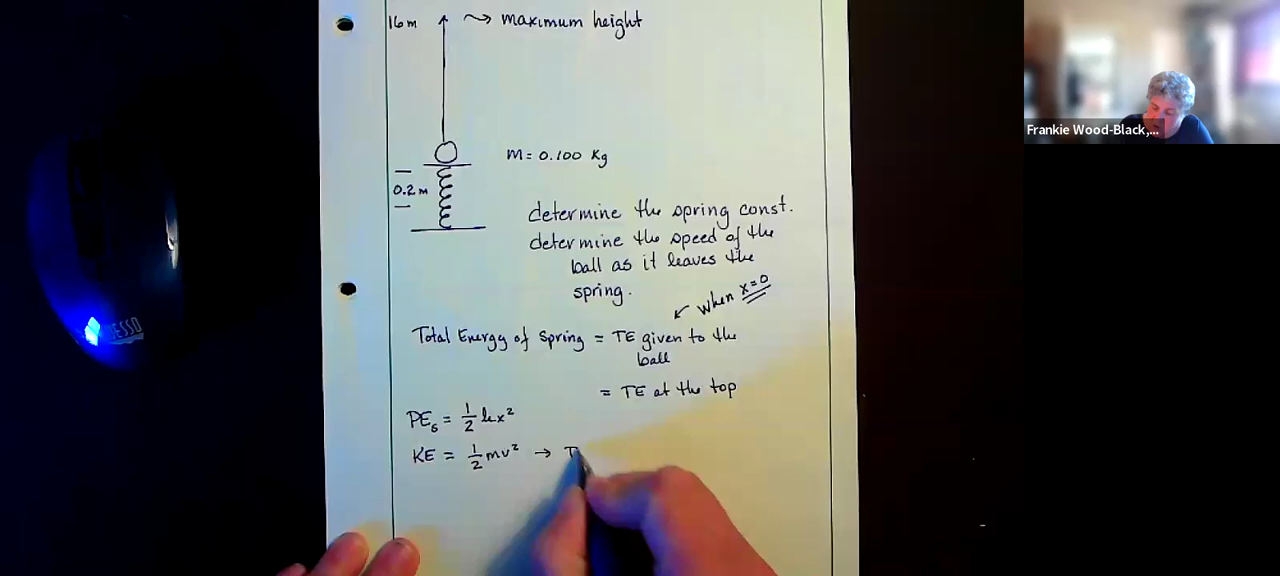 16m ⤳ maximum height
m = 0.100 Kg
0.2 m
determine the spring const.
determine the speed of the
ball as it leaves the
spring.
↙ when x=0
Total Energy of Spring = TE given to the
ball
= TE at the top
PEs = 1/2 kx²
KE = 1/2 mv² → T
Frankie Wood-Black,...